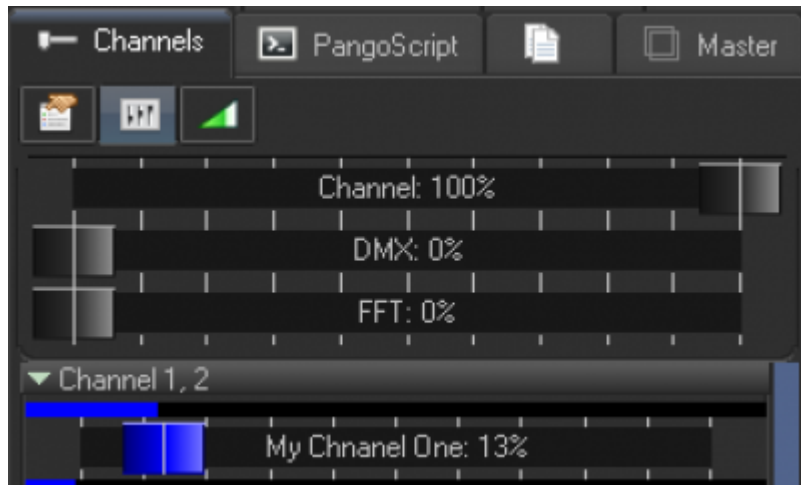 Channels PangoScript Master
Channel: 100%
DMX: 0%
FFT: 0%
Channel 1, 2
My Chnanel One: 13%